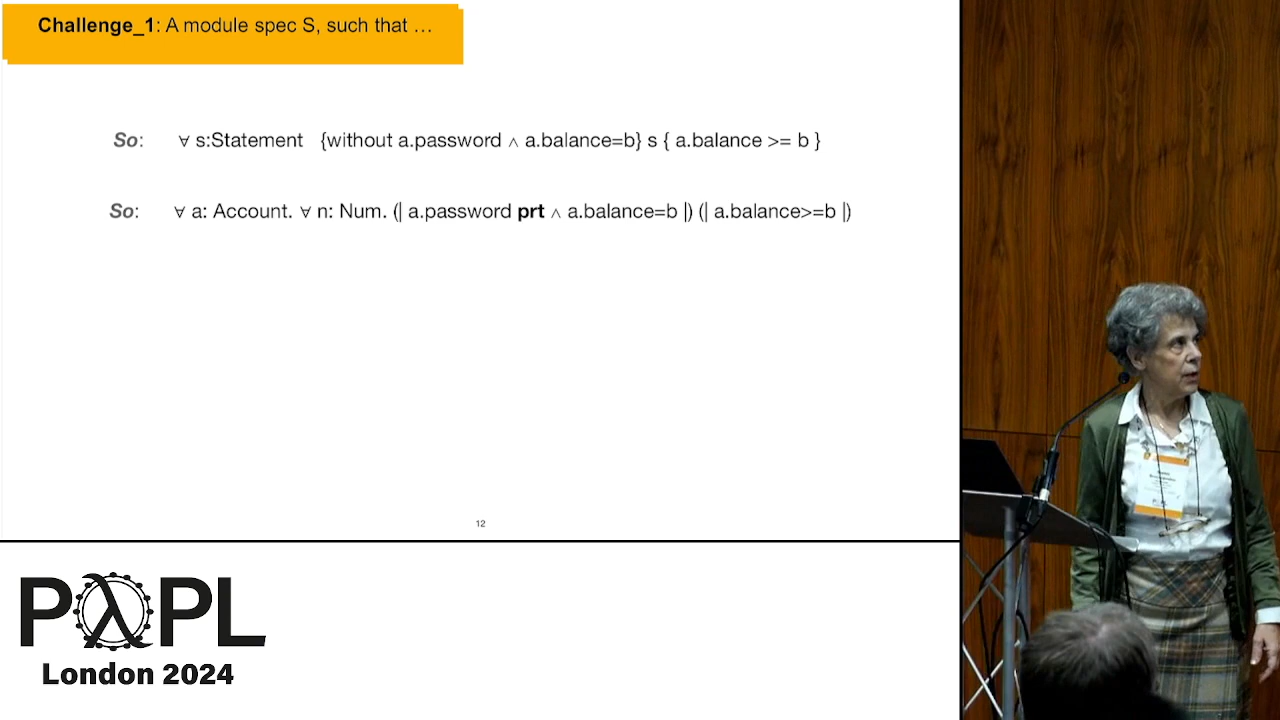 Challenge_1: A module spec S, such that …
So: ∀ s:Statement {without a.password ∧ a.balance=b} s { a.balance >= b }
So: ∀ a: Account. ∀ n: Num. (| a.password prt ∧ a.balance=b |) (| a.balance>=b |)
12
PλPL
London 2024